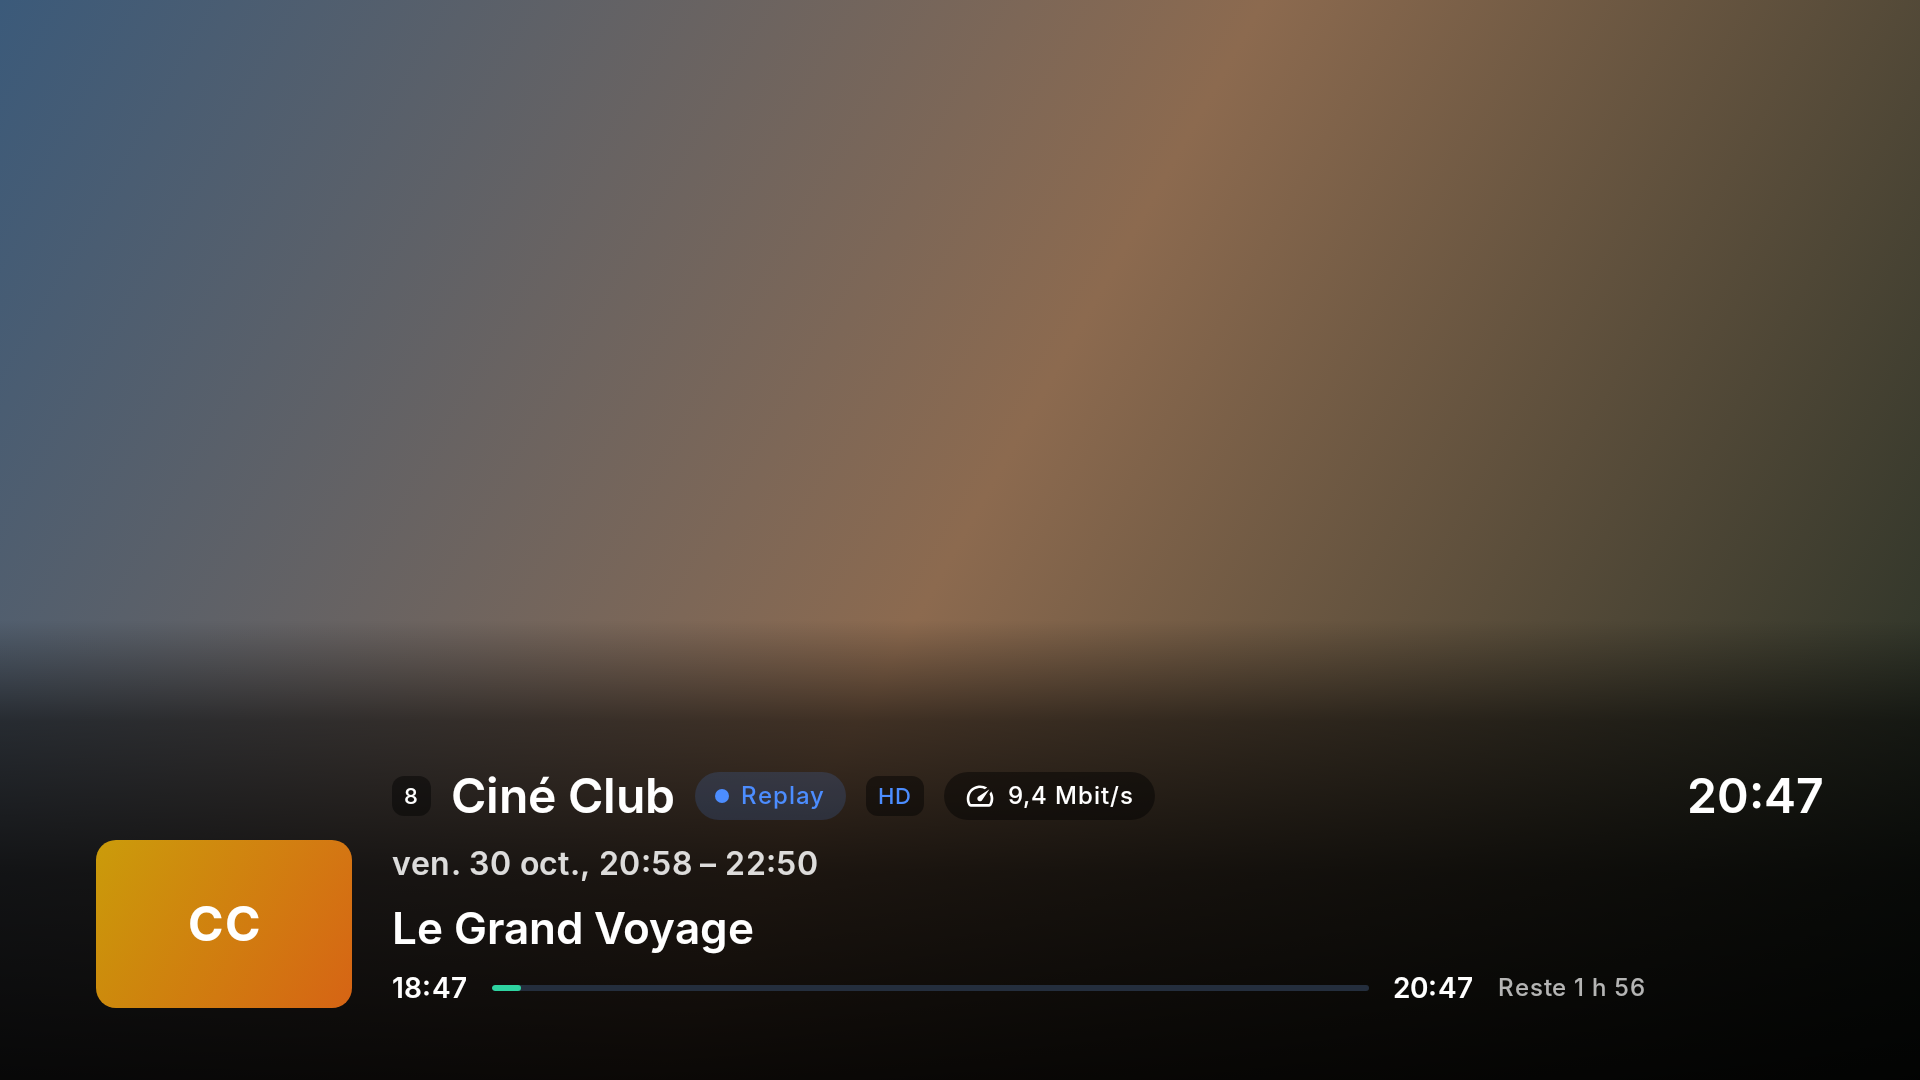 8 Ciné Club Replay HD 9,4 Mbit/s 20:47
ven. 30 oct., 20:58 – 22:50
CC
Le Grand Voyage
18:47 20:47 Reste 1 h 56